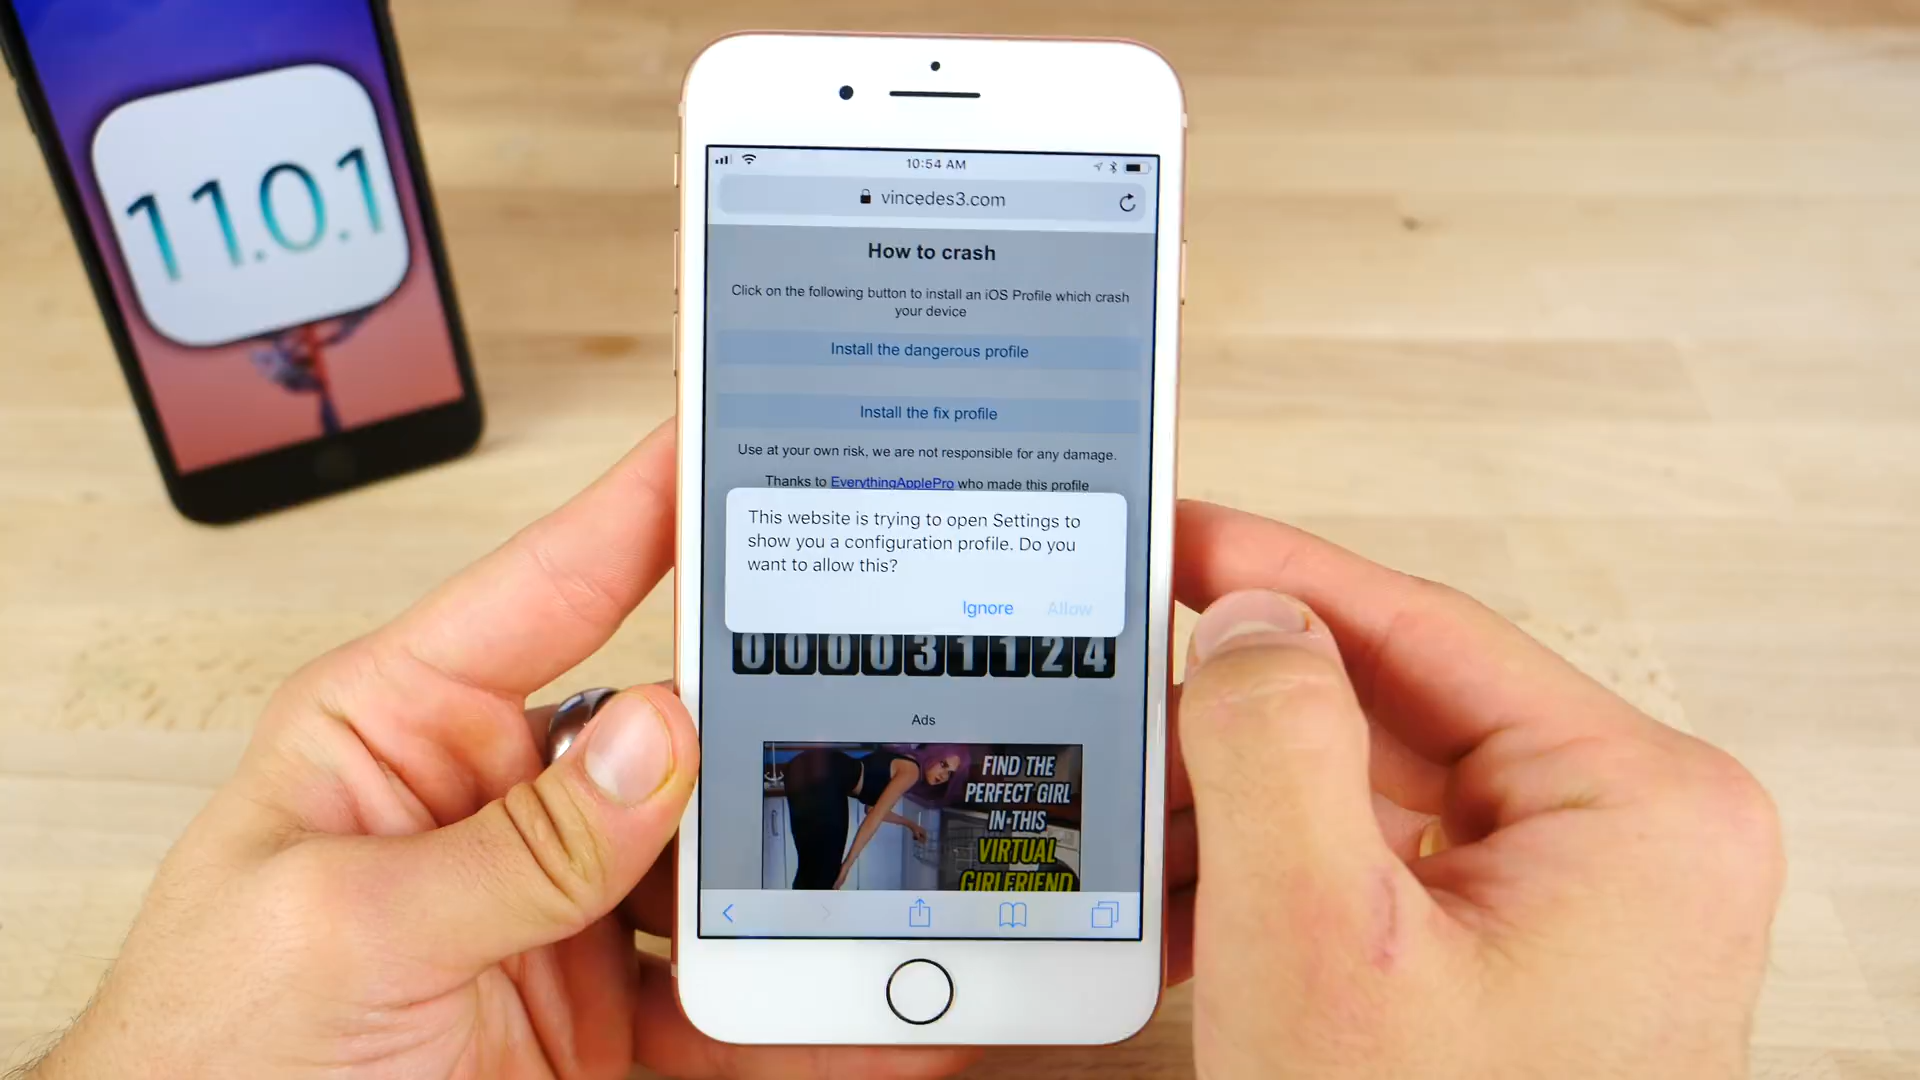 11.0.1
10:54 AM
vincedes3.com
How to crash
Click on the following button to install an iOS Profile which crash
your device
Install the dangerous profile
Install the fix profile
Use at your own risk, we are not responsible for any damage.
Thanks to EverythingApplePro who made this profile
This website is trying to open Settings to
show you a configuration profile. Do you
want to allow this?
Ignore Allow
000031124
Ads
FIND THE
PERFECT GIRL
IN THIS
VIRTUAL
GIRLFRIEND